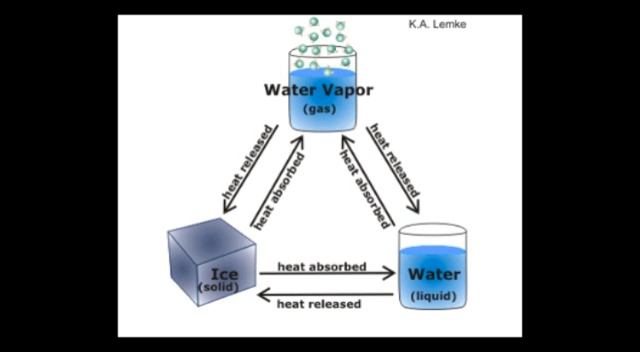 K.A. Lemke
Water Vapor
(gas)
heat released
heat absorbed
heat absorbed
heat released
Ice
(solid)
heat absorbed
heat released
Water
(liquid)